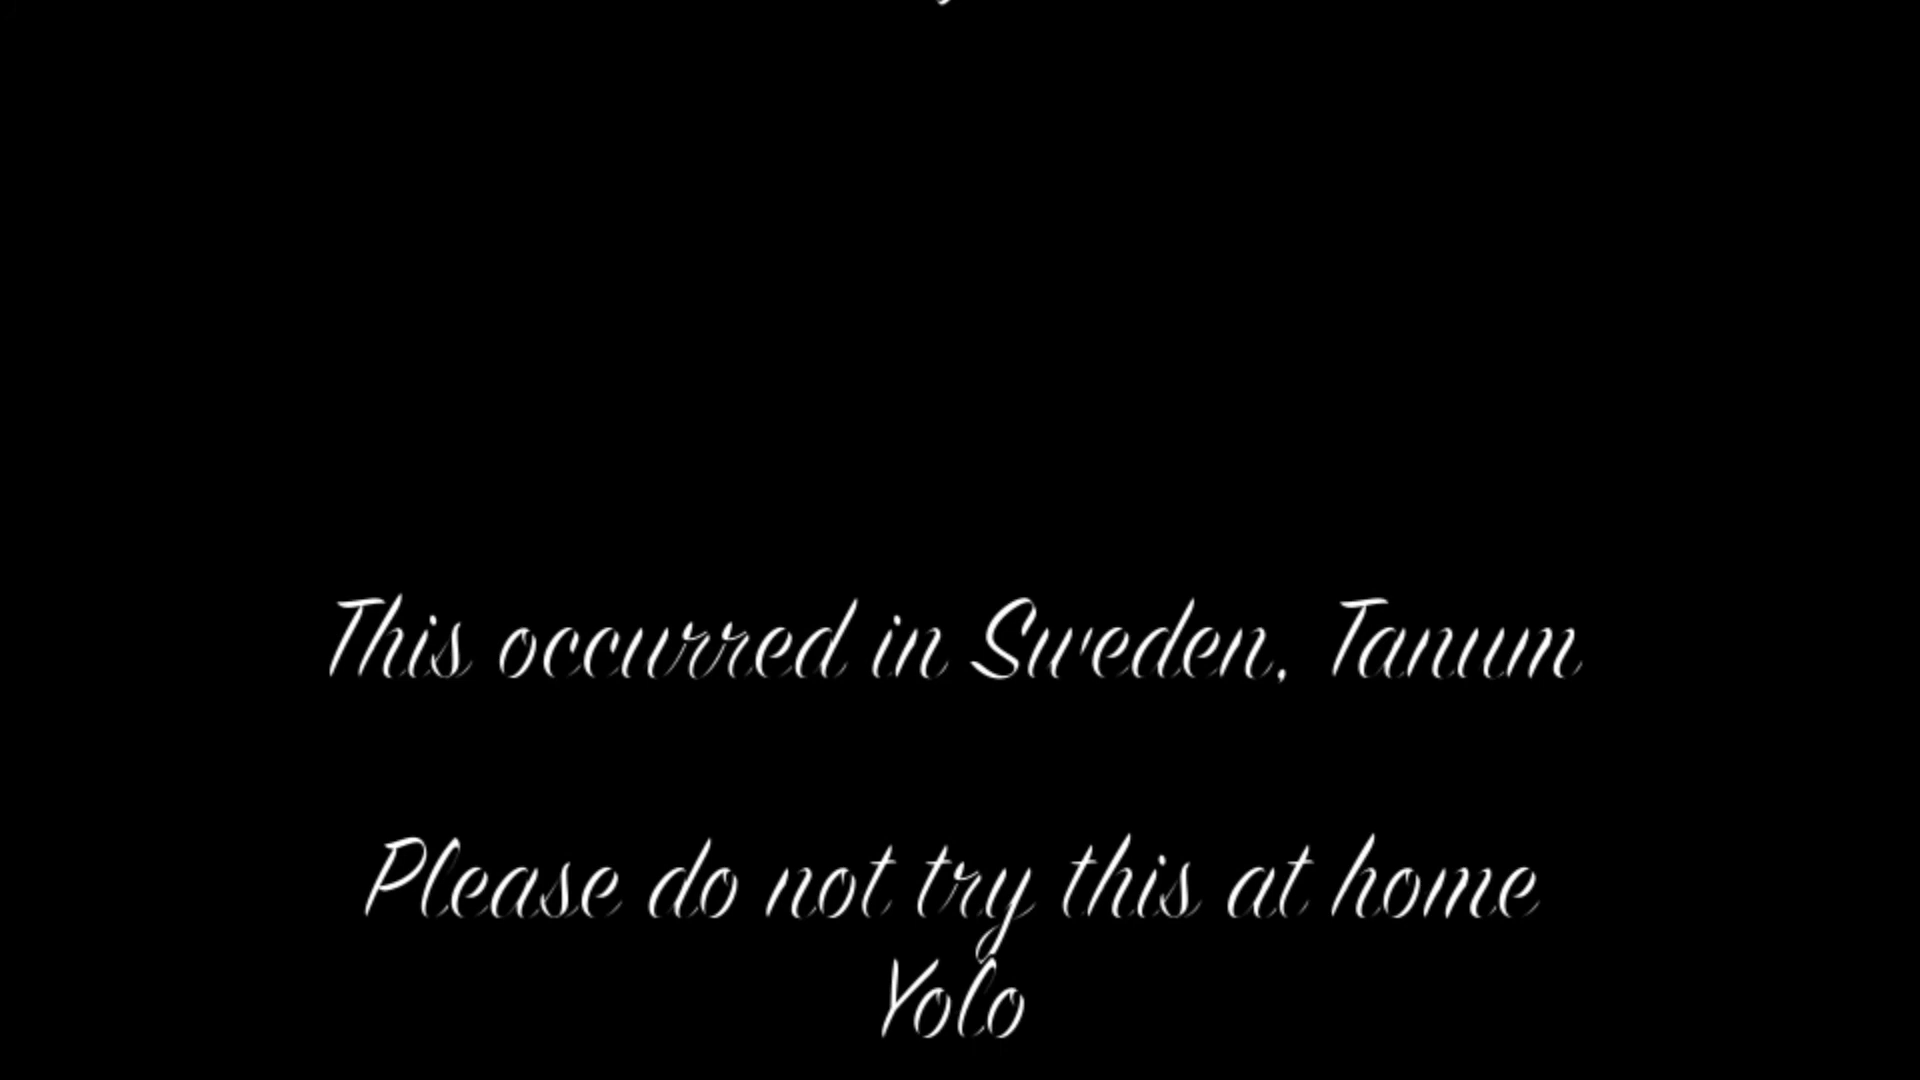 This occurred in Sweden, Tanum
Please do not try this at home
Yolo